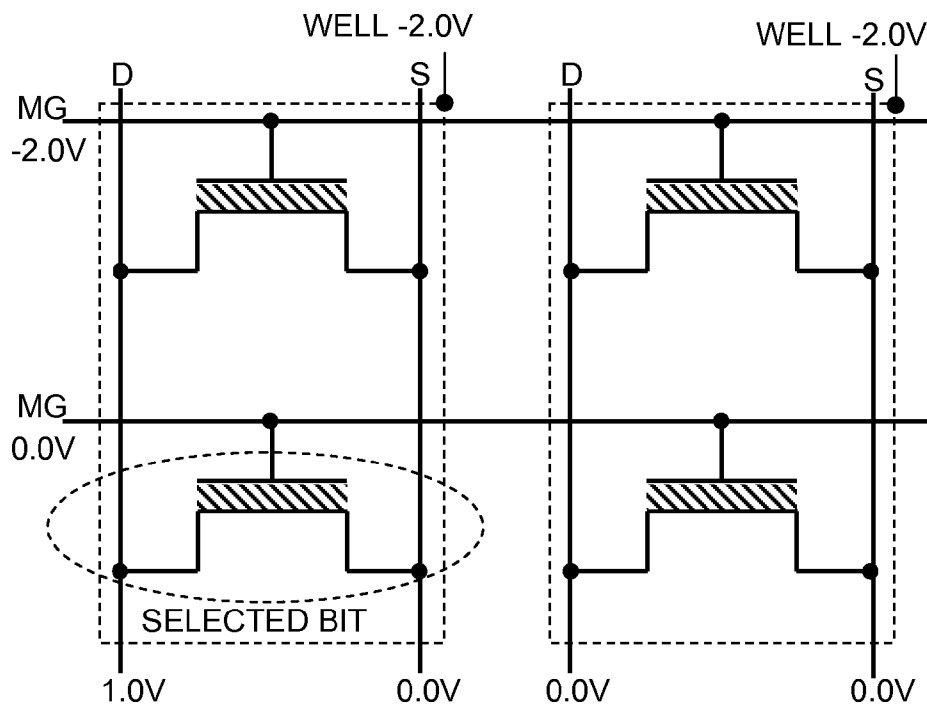 WELL -2.0V
WELL -2.0V
D
S
D
S
MG
-2.0V
MG
0.0V
SELECTED BIT
1.0V
0.0V
0.0V
0.0V